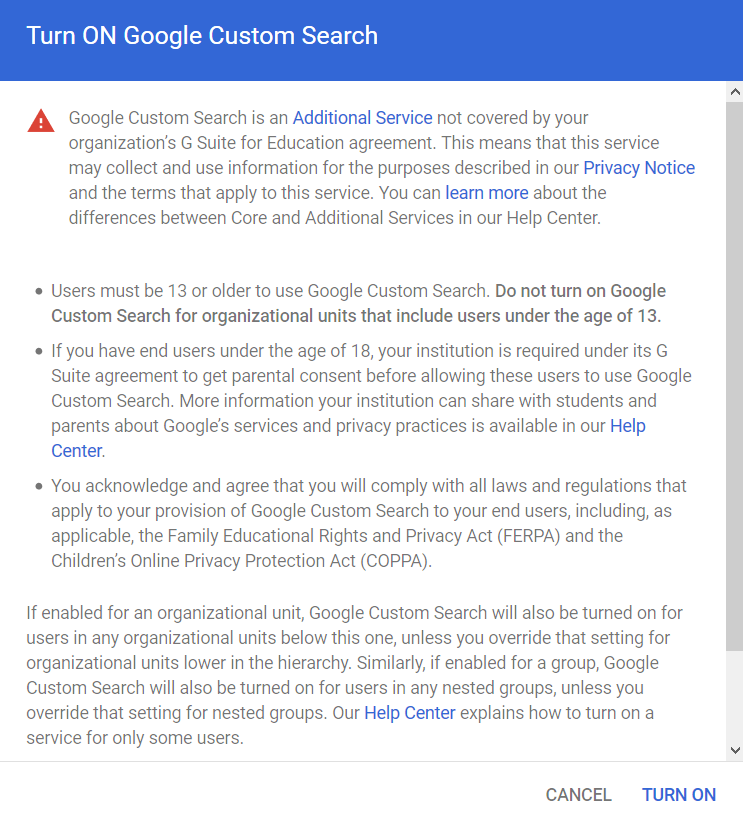 Turn ON Google Custom Search
Google Custom Search is an Additional Service not covered by your
organization’s G Suite for Education agreement. This means that this service
may collect and use information for the purposes described in our Privacy Notice
and the terms that apply to this service. You can learn more about the
differences between Core and Additional Services in our Help Center.
• Users must be 13 or older to use Google Custom Search. Do not turn on Google
Custom Search for organizational units that include users under the age of 13.
• If you have end users under the age of 18, your institution is required under its G
Suite agreement to get parental consent before allowing these users to use Google
Custom Search. More information your institution can share with students and
parents about Google’s services and privacy practices is available in our Help
Center.
• You acknowledge and agree that you will comply with all laws and regulations that
apply to your provision of Google Custom Search to your end users, including, as
applicable, the Family Educational Rights and Privacy Act (FERPA) and the
Children’s Online Privacy Protection Act (COPPA).
If enabled for an organizational unit, Google Custom Search will also be turned on for
users in any organizational units below this one, unless you override that setting for
organizational units lower in the hierarchy. Similarly, if enabled for a group, Google
Custom Search will also be turned on for users in any nested groups, unless you
override that setting for nested groups. Our Help Center explains how to turn on a
service for only some users.
CANCEL TURN ON